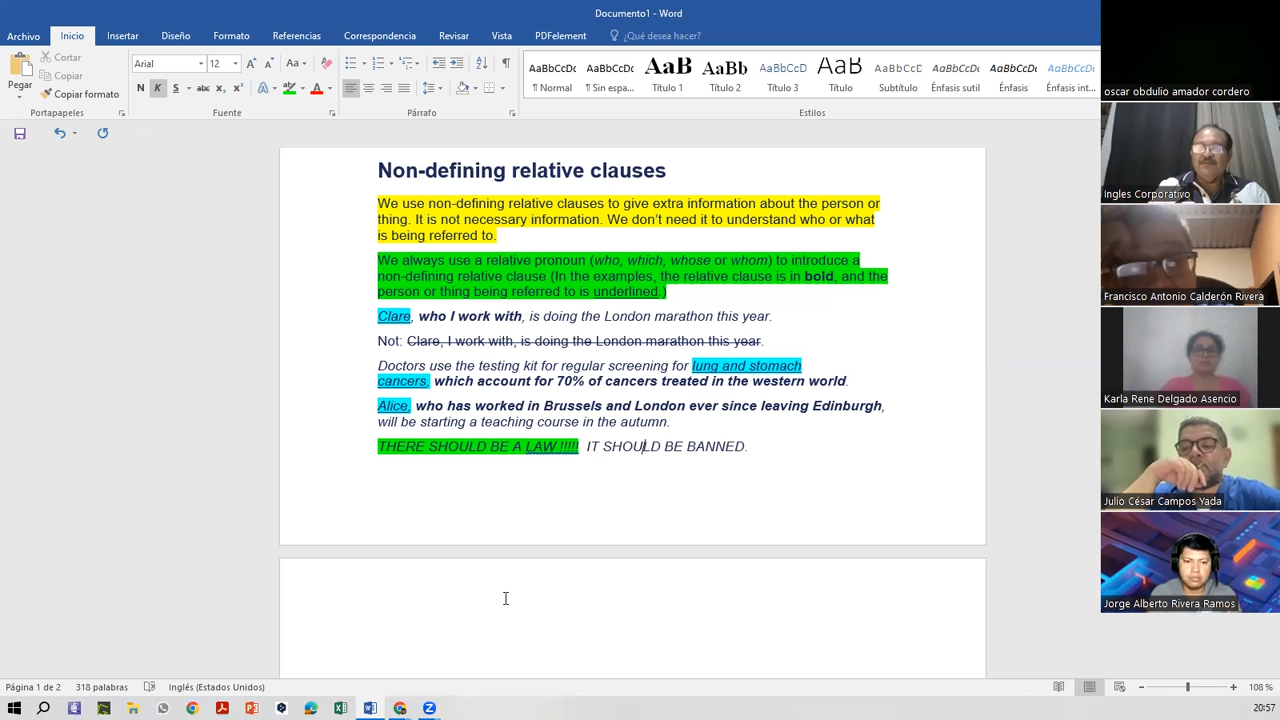 Documento1 - Word
Archivo Inicio Insertar Diseño Formato Referencias Correspondencia Revisar Vista PDFelement ¿Qué desea hacer?
Pegar
Cortar
Copiar
Copiar formato
Arial 12
N K S abc
AaBbCcDc AaBbCcDc AaB AaBb AaBbCcD AaB AaBbCcD AaBbCcDc AaBbCcDc AaBbCcDc
¶ Normal ¶ Sin espa... Título 1 Título 2 Título 3 Título Subtítulo Énfasis sutil Énfasis Énfasis int...
Portapapeles Fuente Párrafo Estilos
Non-defining relative clauses
We use non-defining relative clauses to give extra information about the person or
thing. It is not necessary information. We don’t need it to understand who or what
is being referred to.
We always use a relative pronoun (who, which, whose or whom) to introduce a
non-defining relative clause (In the examples, the relative clause is in bold, and the
person or thing being referred to is underlined.)
Clare, who I work with, is doing the London marathon this year.
Not: Clare, I work with, is doing the London marathon this year.
Doctors use the testing kit for regular screening for lung and stomach
cancers, which account for 70% of cancers treated in the western world.
Alice, who has worked in Brussels and London ever since leaving Edinburgh,
will be starting a teaching course in the autumn.
THERE SHOULD BE A LAW !!!!! IT SHOULD BE BANNED.
oscar obdulio amador cordero
Ingles Corporativo
Francisco Antonio Calderón Rivera
Karla Rene Delgado Asencio
Julio César Campos Yada
Jorge Alberto Rivera Ramos
Página 1 de 2 318 palabras Inglés (Estados Unidos) 108 %
20:57